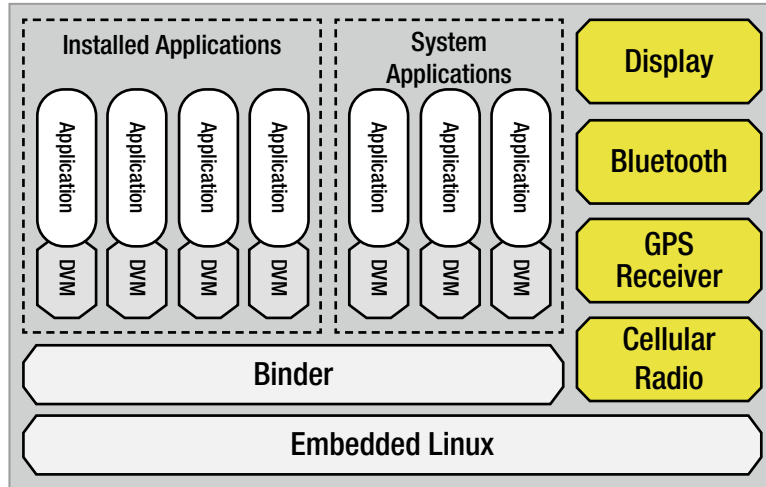 Installed Applications
System
Applications
Application
Application
Application
Application
Application
Application
Application
DVM
DVM
DVM
DVM
DVM
DVM
DVM
Display
Bluetooth
GPS
Receiver
Cellular
Radio
Binder
Embedded Linux